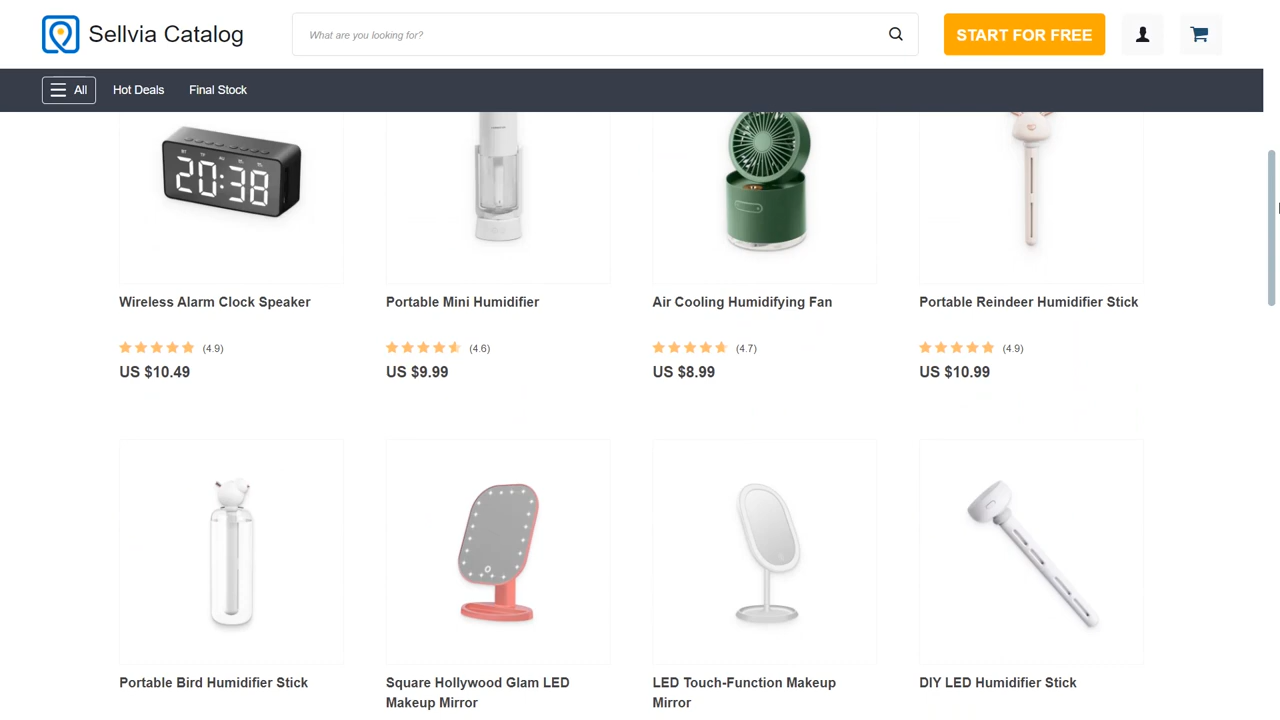 Sellvia Catalog
What are you looking for?
START FOR FREE
All
Hot Deals
Final Stock
20:38
Wireless Alarm Clock Speaker
Portable Mini Humidifier
Air Cooling Humidifying Fan
Portable Reindeer Humidifier Stick
(4.9)
(4.6)
(4.7)
(4.9)
US $10.49
US $9.99
US $8.99
US $10.99
Portable Bird Humidifier Stick
Square Hollywood Glam LED
Makeup Mirror
LED Touch-Function Makeup
Mirror
DIY LED Humidifier Stick